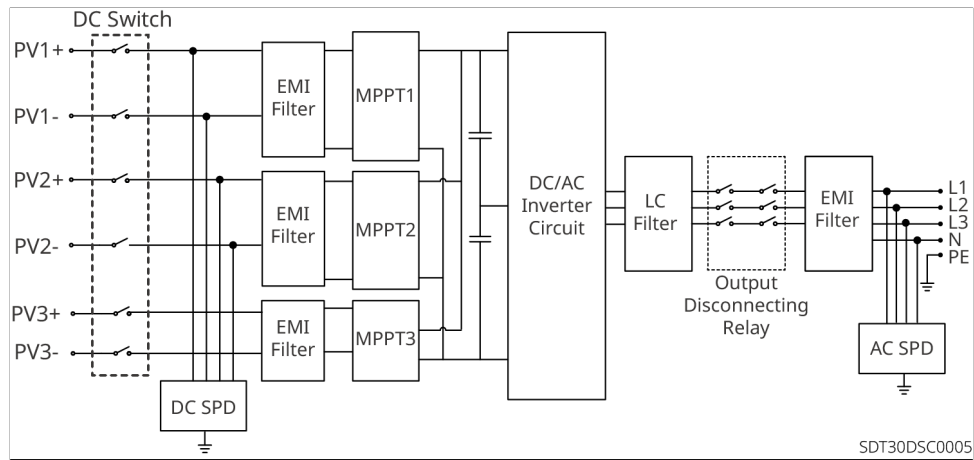 DC Switch
PV1+
PV1-
PV2+
PV2-
PV3+
PV3-
EMI
Filter
MPPT1
EMI
Filter
MPPT2
EMI
Filter
MPPT3
DC SPD
DC/AC
Inverter
Circuit
LC
Filter
Output
Disconnecting
Relay
EMI
Filter
L1
L2
L3
N
PE
AC SPD
SDT30DSC0005